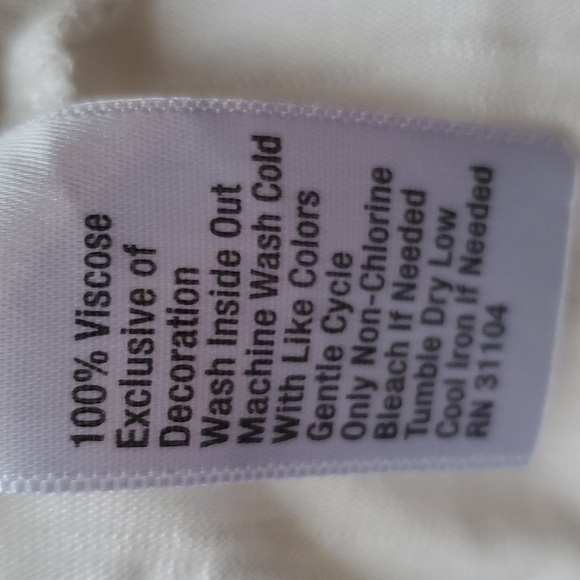 100% Viscose
Exclusive of
Decoration
Wash Inside Out
Machine Wash Cold
With Like Colors
Gentle Cycle
Only Non-Chlorine
Bleach If Needed
Tumble Dry Low
Cool Iron If Needed
RN 31104